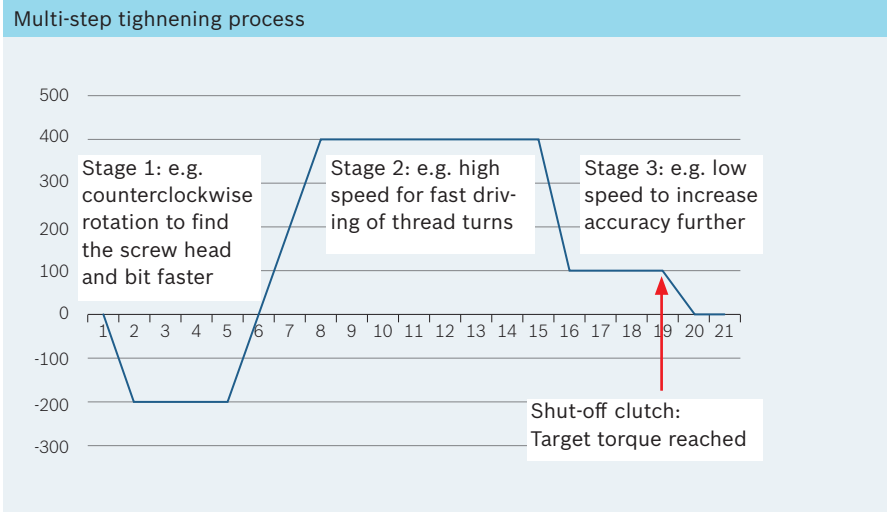 Multi-step tighnening process
500
400
300
200
100
0
-100
-200
-300
Stage 1: e.g.
counterclockwise
rotation to find
the screw head
and bit faster
Stage 2: e.g. high
speed for fast driv-
ing of thread turns
Stage 3: e.g. low
speed to increase
accuracy further
1 2 3 4 5 6 7 8 9 10 11 12 13 14 15 16 17 18 19 20 21
Shut-off clutch:
Target torque reached